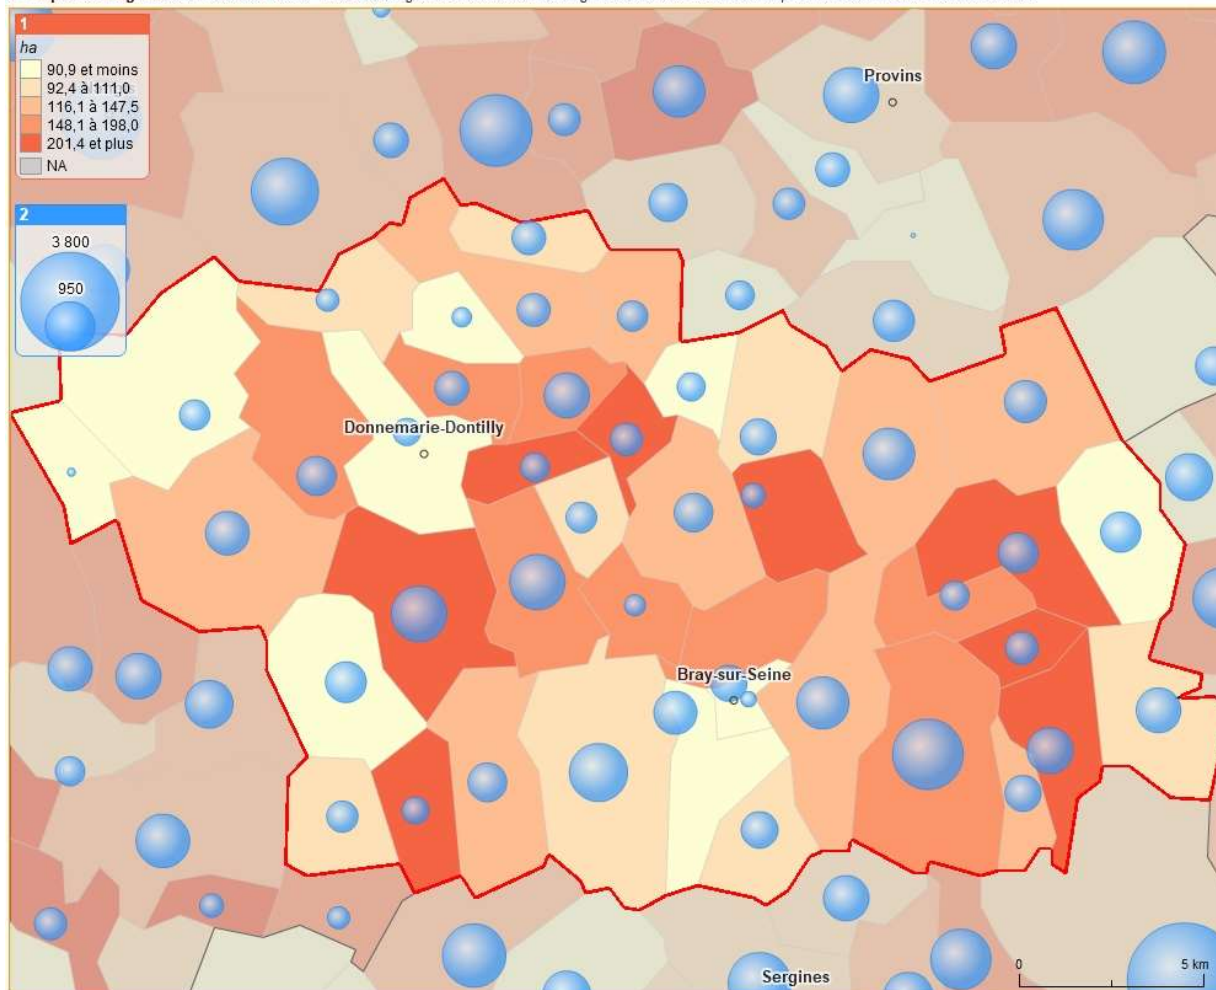 1
ha
90,9 et moins
92,4 à 111,0
116,1 à 147,5
148,1 à 198,0
201,4 et plus
NA
2
3 800
950
Provins
Donnemarie-Dontilly
Bray-sur-Seine
Sergines
0 5 km